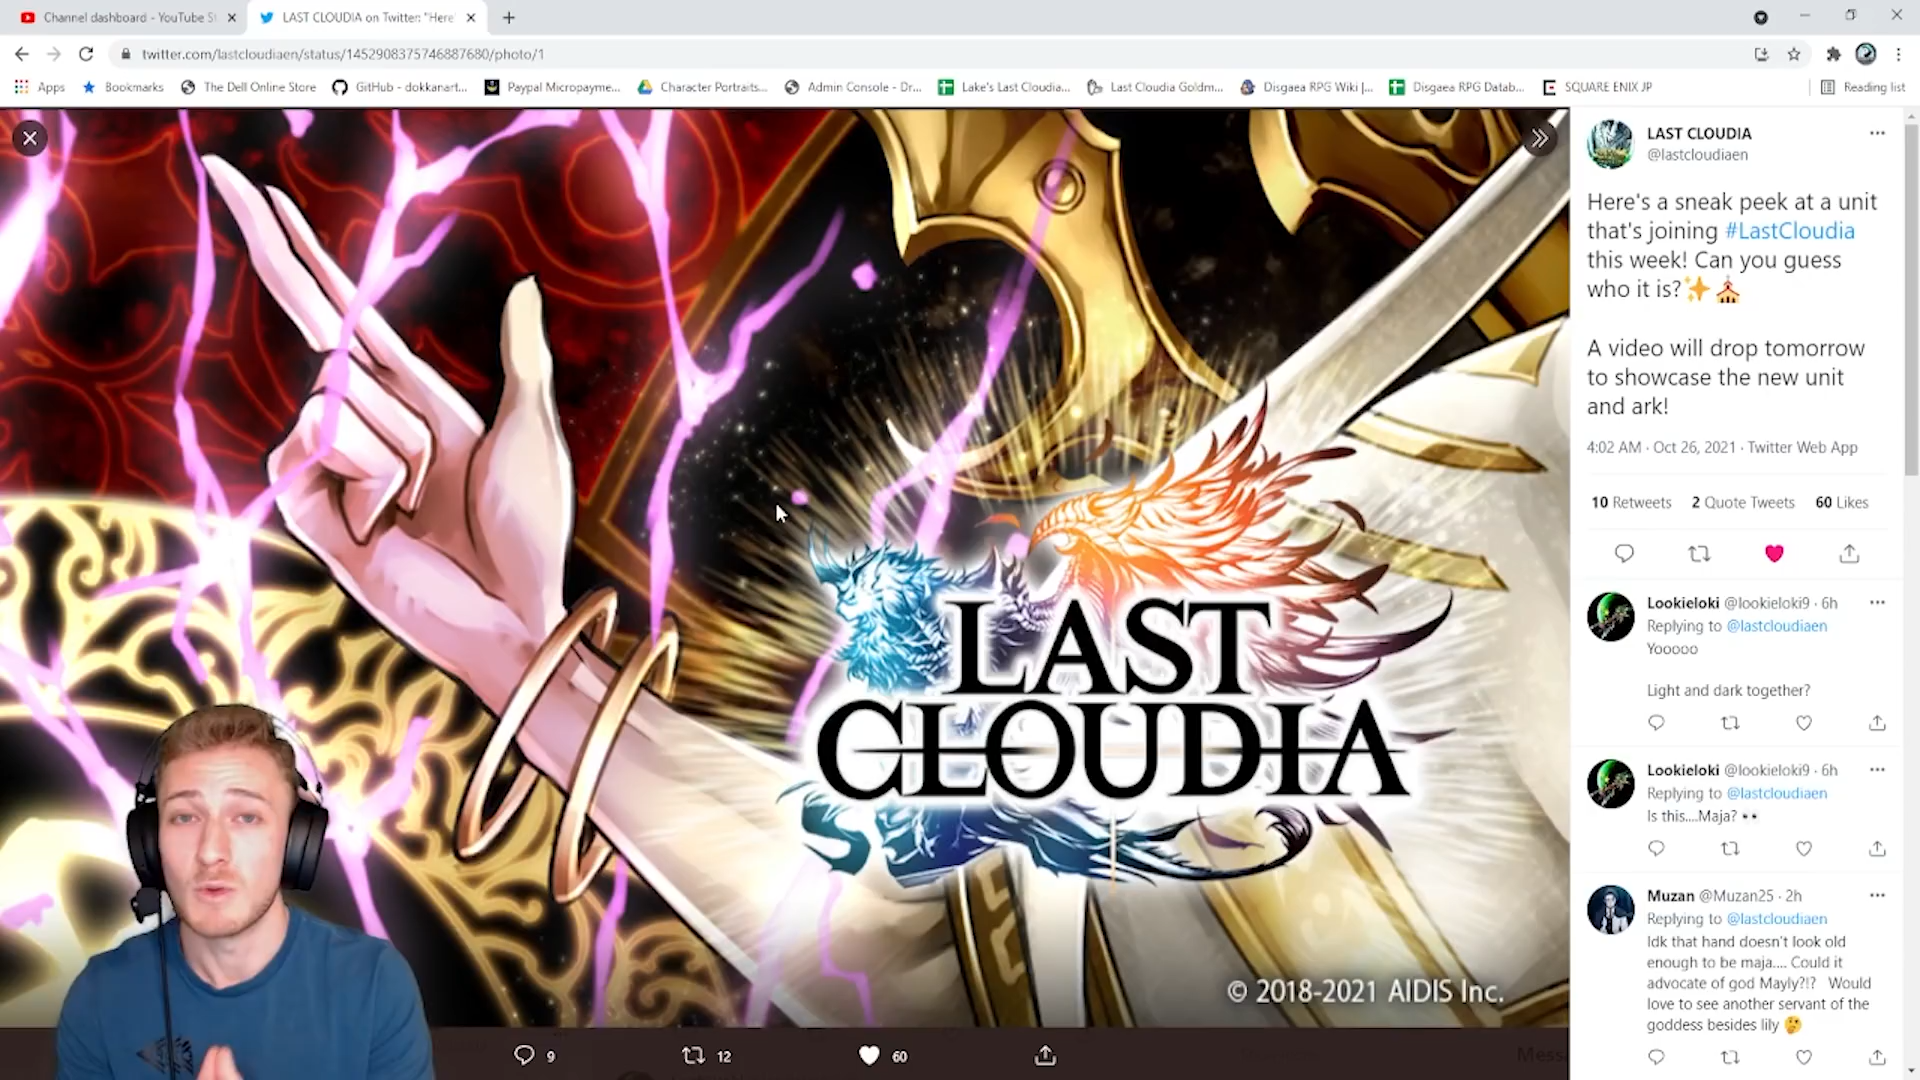 Channel dashboard - YouTube S
LAST CLOUDIA on Twitter: "Here
twitter.com/lastcloudiaen/status/1452908375746887680/photo/1
Apps
Bookmarks
The Dell Online Store
GitHub - dokkanart...
Paypal Micropayme...
Character Portraits...
Admin Console - Dr...
Lake's Last Cloudia...
Last Cloudia Goldm...
Disgaea RPG Wiki |...
Disgaea RPG Datab...
SQUARE ENIX JP
Reading list
LAST
CLOUDIA
© 2018-2021 AIDIS Inc.
9
12
60
Mess
LAST CLOUDIA
@lastcloudiaen
Here's a sneak peek at a unit
that's joining #LastCloudia
this week! Can you guess
who it is?✨⛪
A video will drop tomorrow
to showcase the new unit
and ark!
4:02 AM · Oct 26, 2021 · Twitter Web App
10 Retweets 2 Quote Tweets 60 Likes
Lookieloki @lookieloki9 · 6h
Replying to @lastcloudiaen
Yooooo
Light and dark together?
Lookieloki @lookieloki9 · 6h
Replying to @lastcloudiaen
Is this....Maja? 👀
Muzan @Muzan25 · 2h
Replying to @lastcloudiaen
Idk that hand doesn't look old
enough to be maja.... Could it
advocate of god Mayly?!? Would
love to see another servant of the
goddess besides lily 🤔